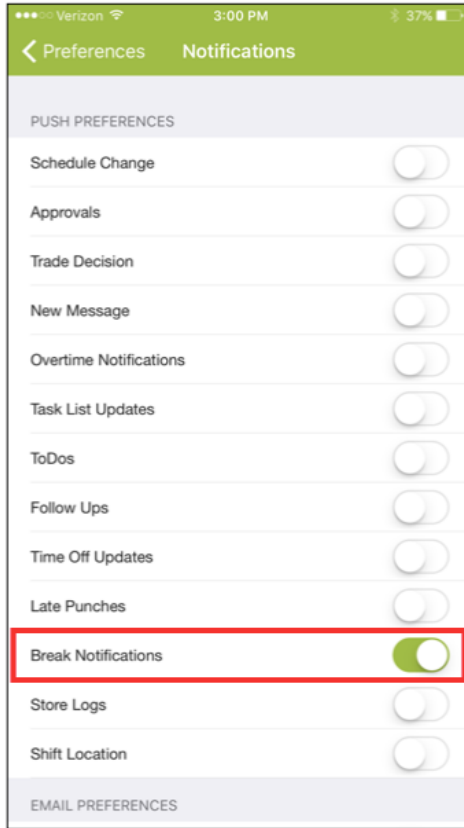 Verizon 3:00 PM 37%
Preferences Notifications
PUSH PREFERENCES
Schedule Change
Approvals
Trade Decision
New Message
Overtime Notifications
Task List Updates
ToDos
Follow Ups
Time Off Updates
Late Punches
Break Notifications
Store Logs
Shift Location
EMAIL PREFERENCES